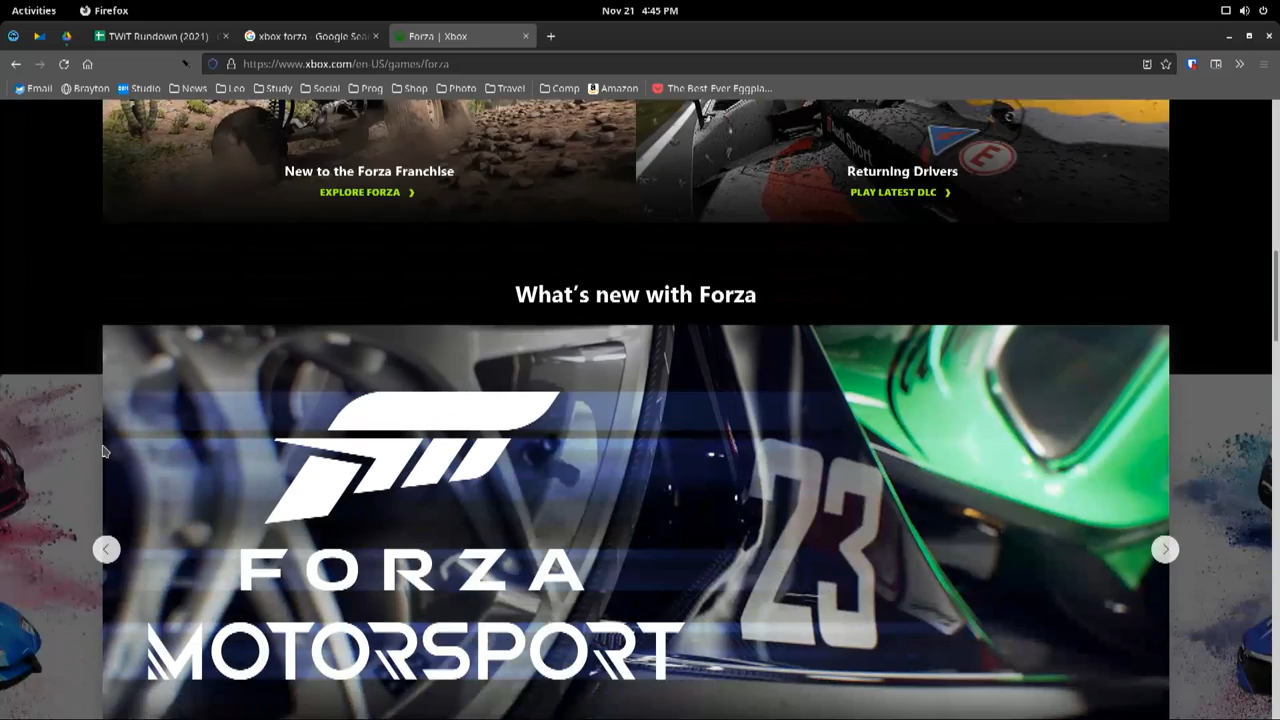 Activities Firefox Nov 21 4:45 PM
TWiT Rundown (2021) - xbox forza - Google Sea Forza | Xbox
https://www.xbox.com/en-US/games/forza
Email Brayton Studio News Leo Study Social Prog Shop Photo Travel Comp Amazon The Best Ever Eggpla...
New to the Forza Franchise Returning Drivers
EXPLORE FORZA PLAY LATEST DLC
What's new with Forza
23
FORZA
MOTORSPORT